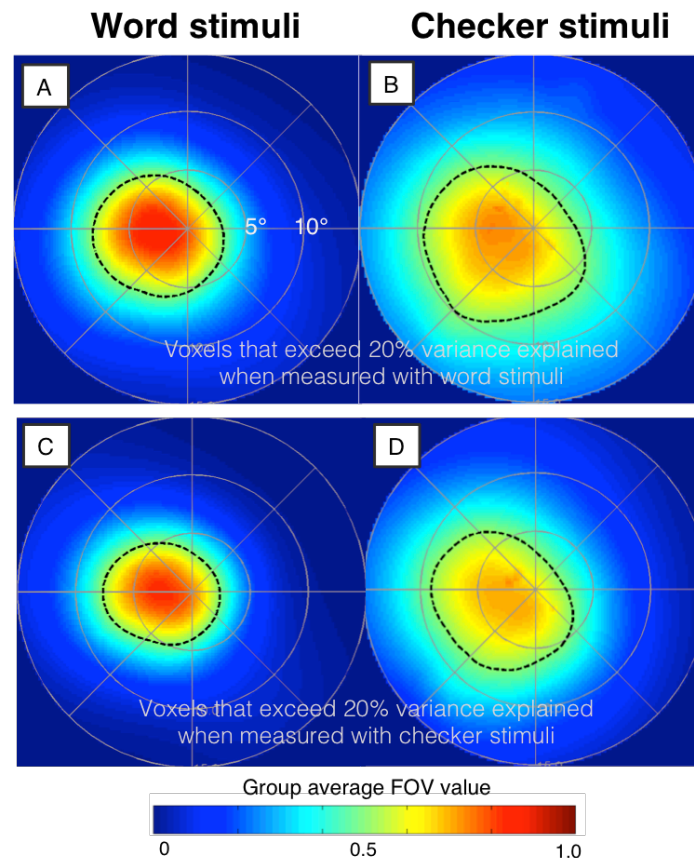 Word stimuli
Checker stimuli
A
B
5°
10°
Voxels that exceed 20% variance explained
when measured with word stimuli
C
D
Voxels that exceed 20% variance explained
when measured with checker stimuli
Group average FOV value
0
0.5
1.0